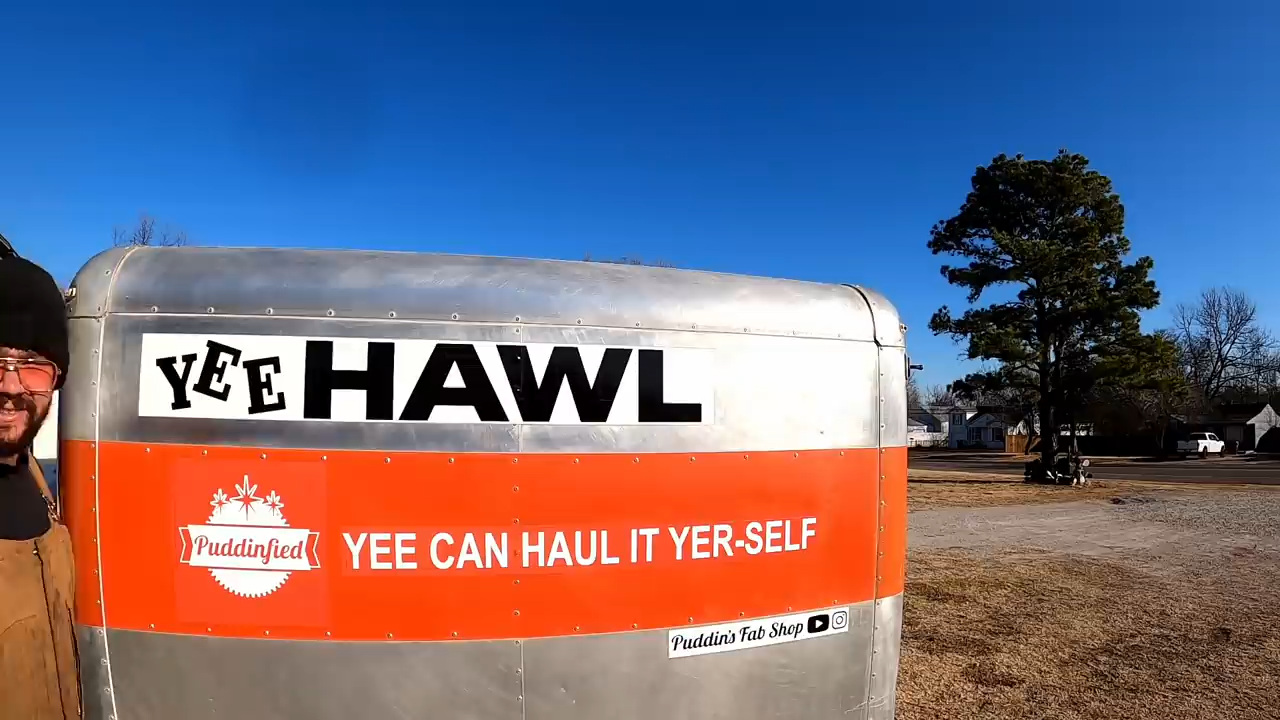 YEE HAWL
Puddinfied
YEE CAN HAUL IT YER-SELF
Puddin's Fab Shop